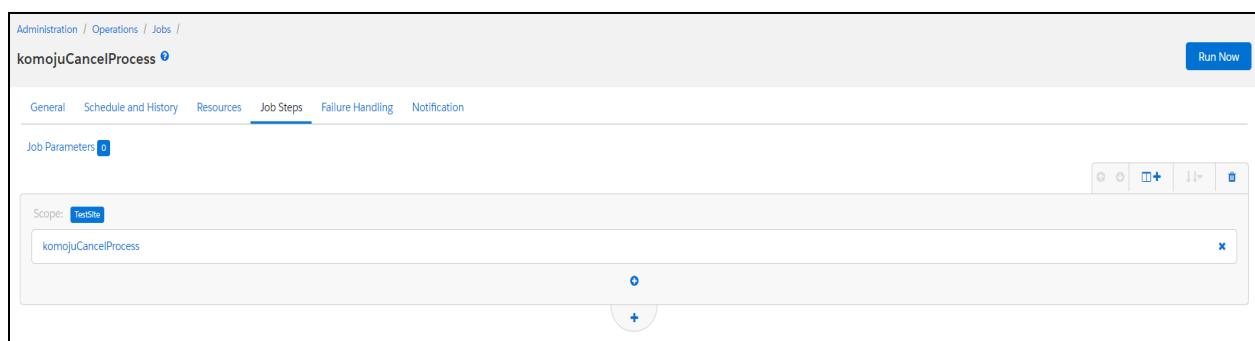 Administration / Operations / Jobs /
komojuCancelProcess
Run Now
General Schedule and History Resources Job Steps Failure Handling Notification
Job Parameters 0
Scope: TestSite
komojuCancelProcess